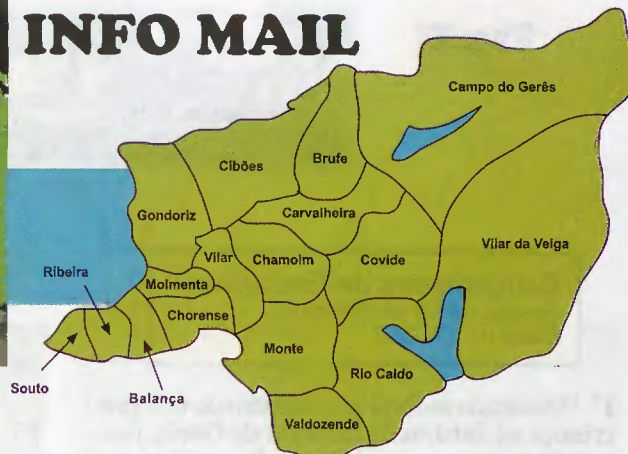 INFO MAIL
Campo do Gerês
Cibões
Brufe
Gondoriz
Carvalheira
Vilar da Veiga
Vilar
Chamoim
Covide
Ribeira
Moimenta
Chorense
Monte
Rio Caldo
Souto
Balança
Valdozende